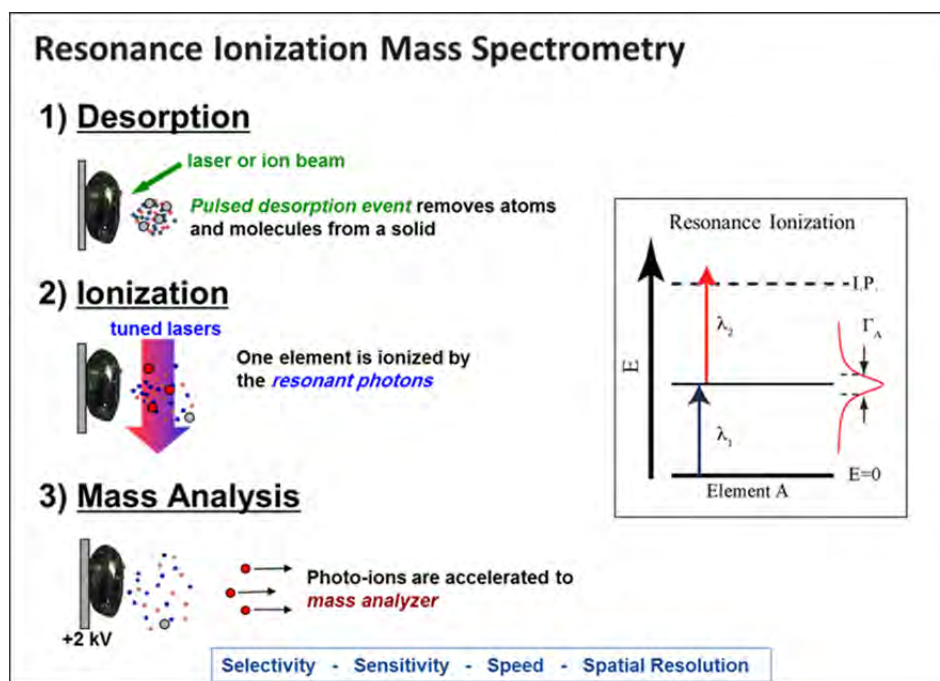 Resonance Ionization Mass Spectrometry
1) Desorption
laser or ion beam
Pulsed desorption event removes atoms
and molecules from a solid
2) Ionization
tuned lasers
One element is ionized by
the resonant photons
3) Mass Analysis
Photo-ions are accelerated to
mass analyzer
+2 kV
Resonance Ionization
I.P.
λ₂
Γ_A
E
λ₁
E=0
Element A
Selectivity - Sensitivity - Speed - Spatial Resolution